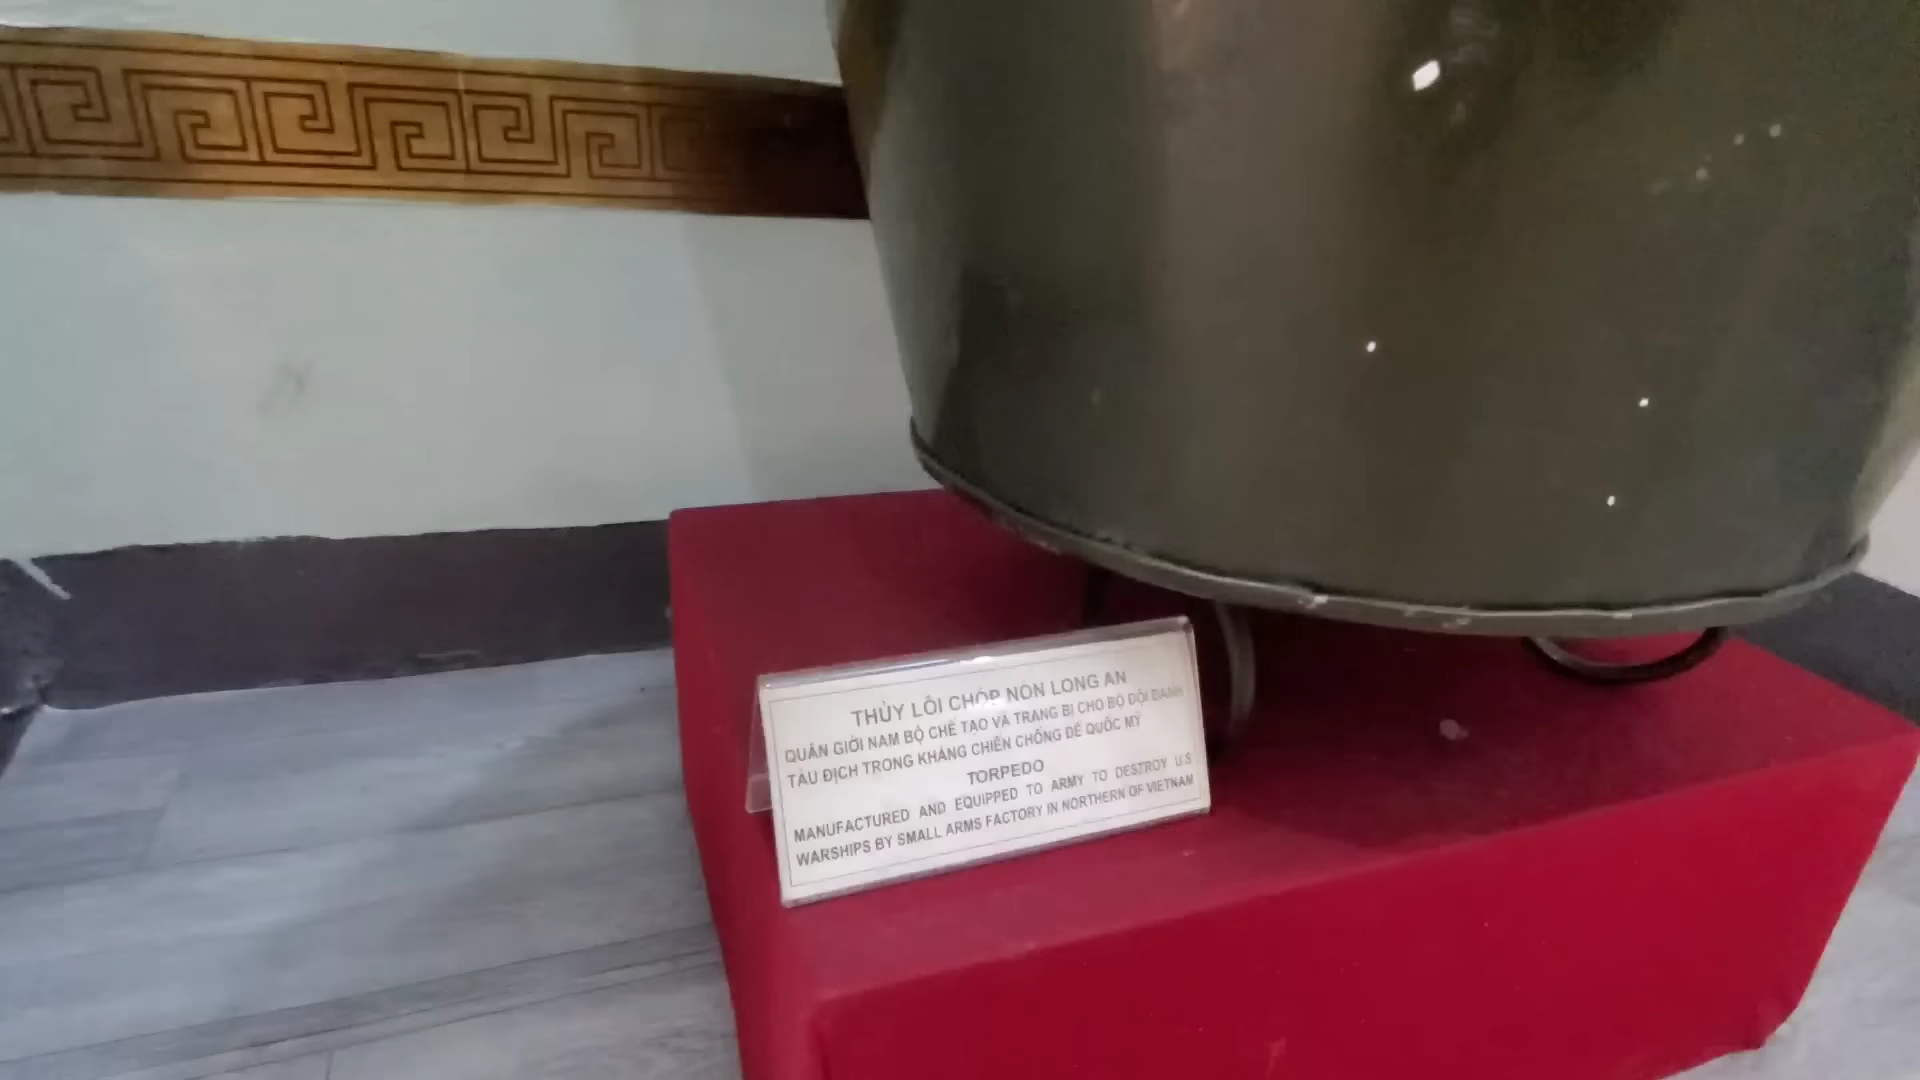 THỦY LÔI CHÓP NÓN LONG AN
QUÂN GIỚI NAM BỘ CHẾ TẠO VÀ TRANG BỊ CHO BỘ ĐỘI ĐÁNH
TÀU ĐỊCH TRONG KHÁNG CHIẾN CHỐNG ĐẾ QUỐC MỸ
TORPEDO
MANUFACTURED AND EQUIPPED TO ARMY TO DESTROY U.S
WARSHIPS BY SMALL ARMS FACTORY IN NORTHERN OF VIETNAM